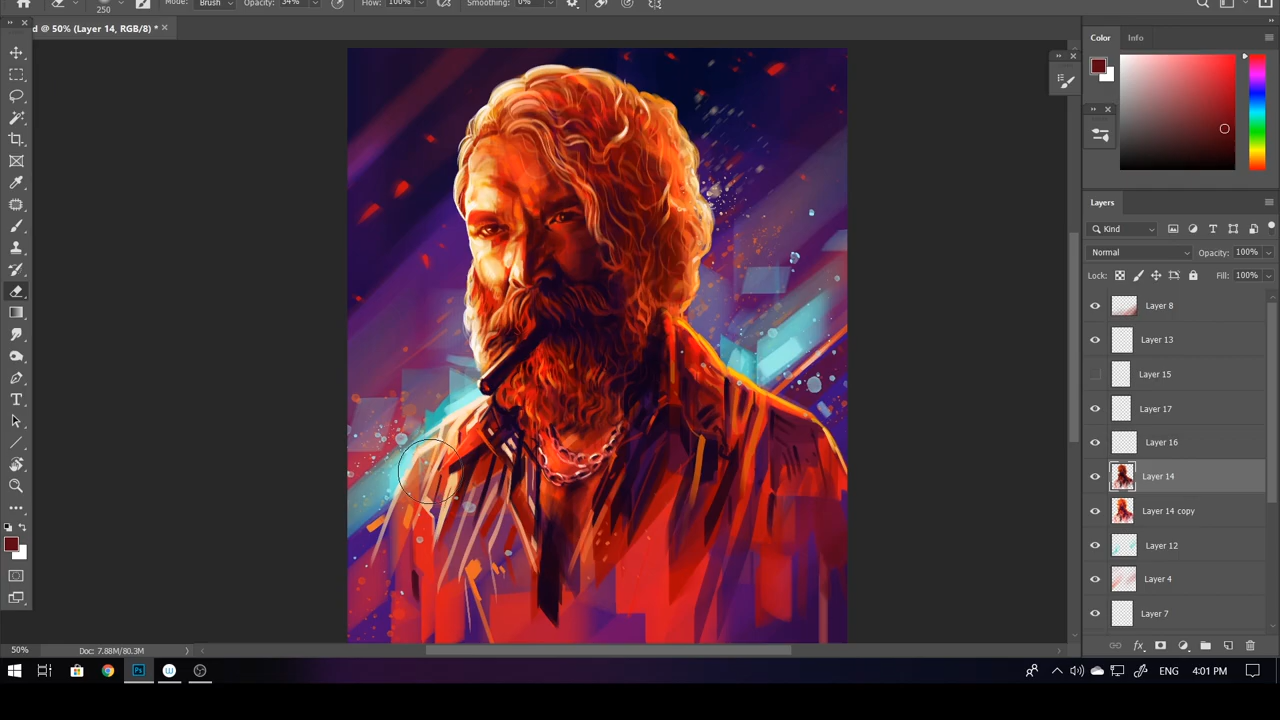 250
Mode:
Brush
Opacity: 34%
Flow: 100%
Smoothing: 0%
d @ 50% (Layer 14, RGB/8) *
Color
Info
Layers
Kind
Normal
Opacity: 100%
Lock:
Fill: 100%
Layer 8
Layer 13
Layer 15
Layer 17
Layer 16
Layer 14
Layer 14 copy
Layer 12
Layer 4
Layer 7
50%
Doc: 7.88M/80.3M
fx
Ps
ENG
4:01 PM